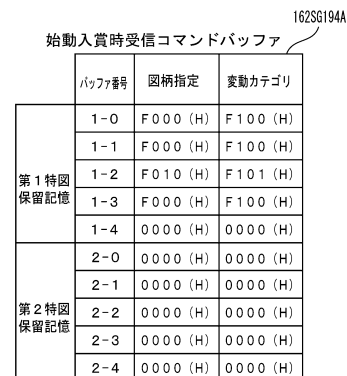 162SG194A
始動入賞時受信コマンドバッファ
バッファ番号 図柄指定 変動カテゴリ
第1特図保留記憶
1-0 F000(H) F100(H)
1-1 F000(H) F100(H)
1-2 F010(H) F101(H)
1-3 F000(H) F100(H)
1-4 0000(H) 0000(H)
第2特図保留記憶
2-0 0000(H) 0000(H)
2-1 0000(H) 0000(H)
2-2 0000(H) 0000(H)
2-3 0000(H) 0000(H)
2-4 0000(H) 0000(H)